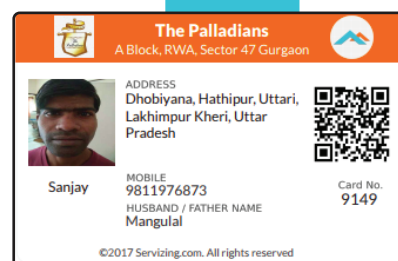 The Palladians
A Block, RWA, Sector 47 Gurgaon
ADDRESS
Dhobiyana, Hathipur, Uttari,
Lakhimpur Kheri, Uttar
Pradesh
Sanjay
MOBILE
9811976873
HUSBAND / FATHER NAME
Mangulal
Card No.
9149
©2017 Servizing.com. All rights reserved